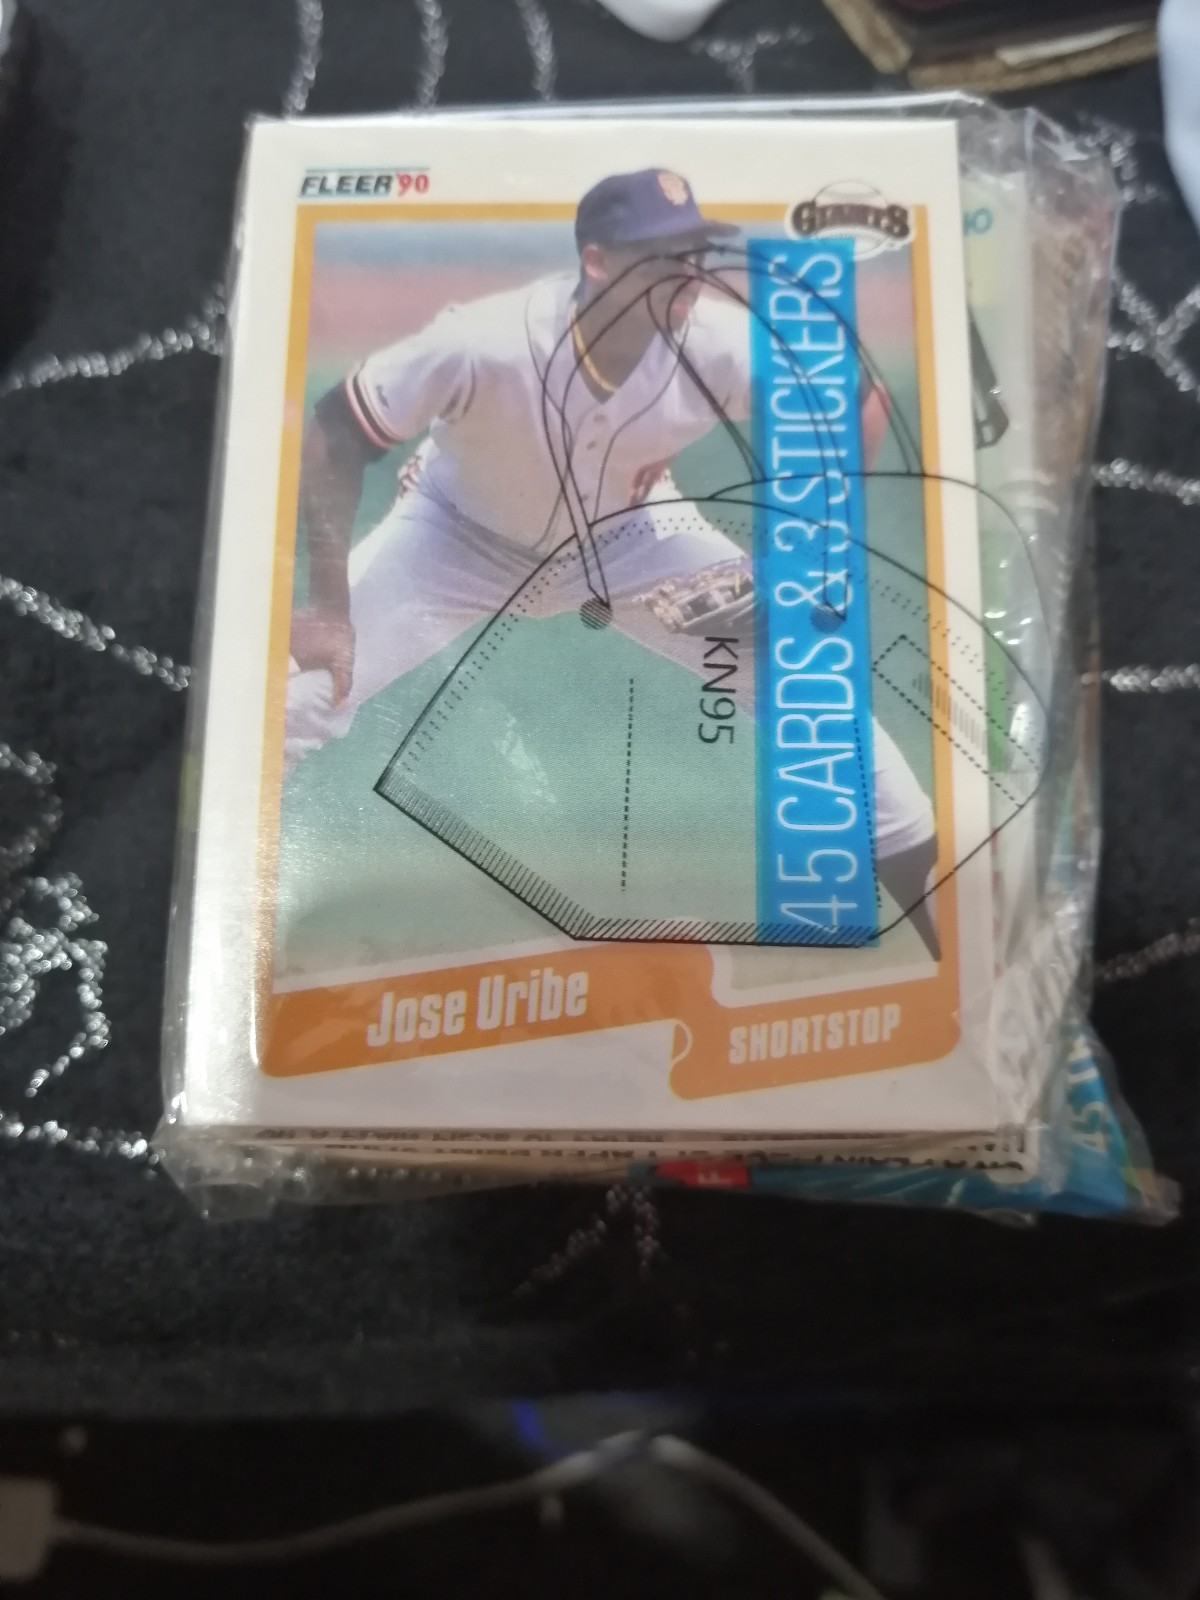 FLEER'90
GIANTS
45 CARDS & 3 STICKERS
KN95
Jose Uribe
SHORTSTOP